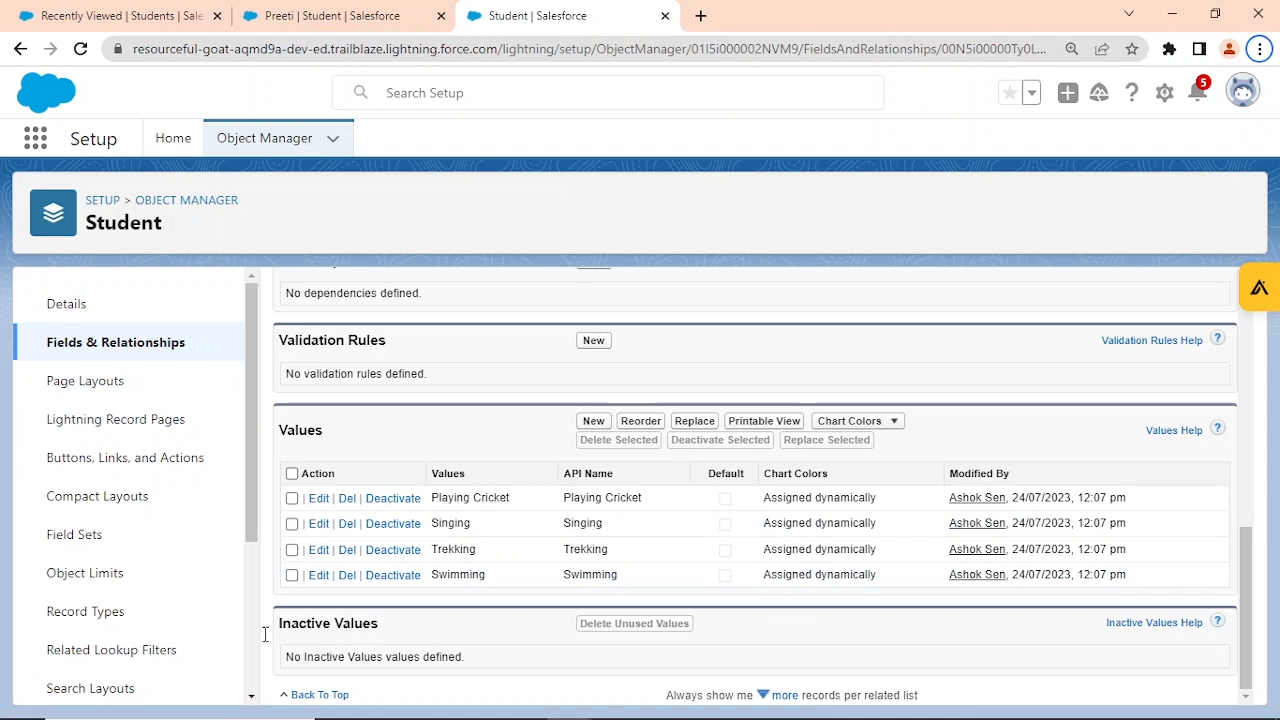 Recently Viewed | Students | Sales
Preeti | Student | Salesforce
Student | Salesforce
resourceful-goat-aqmd9a-dev-ed.trailblaze.lightning.force.com/lightning/setup/ObjectManager/01I5i000002NVM9/FieldsAndRelationships/00N5i00000Ty0L...
Search Setup
5
Setup
Home
Object Manager
SETUP > OBJECT MANAGER
Student
Details
Fields & Relationships
Page Layouts
Lightning Record Pages
Buttons, Links, and Actions
Compact Layouts
Field Sets
Object Limits
Record Types
Related Lookup Filters
Search Layouts
No dependencies defined.
Validation Rules New Validation Rules Help ?
No validation rules defined.
Values New Reorder Replace Printable View Chart Colors Values Help ?
Delete Selected Deactivate Selected Replace Selected
Action Values API Name Default Chart Colors Modified By
| Edit | Del | Deactivate Playing Cricket Playing Cricket Assigned dynamically Ashok Sen, 24/07/2023, 12:07 pm
| Edit | Del | Deactivate Singing Singing Assigned dynamically Ashok Sen, 24/07/2023, 12:07 pm
| Edit | Del | Deactivate Trekking Trekking Assigned dynamically Ashok Sen, 24/07/2023, 12:07 pm
| Edit | Del | Deactivate Swimming Swimming Assigned dynamically Ashok Sen, 24/07/2023, 12:07 pm
Inactive Values Delete Unused Values Inactive Values Help ?
No Inactive Values values defined.
Back To Top Always show me more records per related list